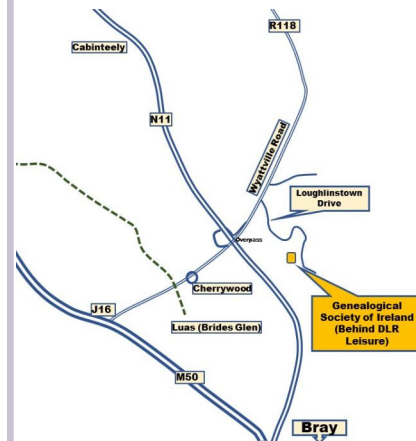 R118
Cabinteely
N11
Wyattville Road
Loughlinstown
Drive
Overpass
Cherrywood
Genealogical
Society of Ireland
(Behind DLR
Leisure)
J16
Luas (Brides Glen)
M50
Bray